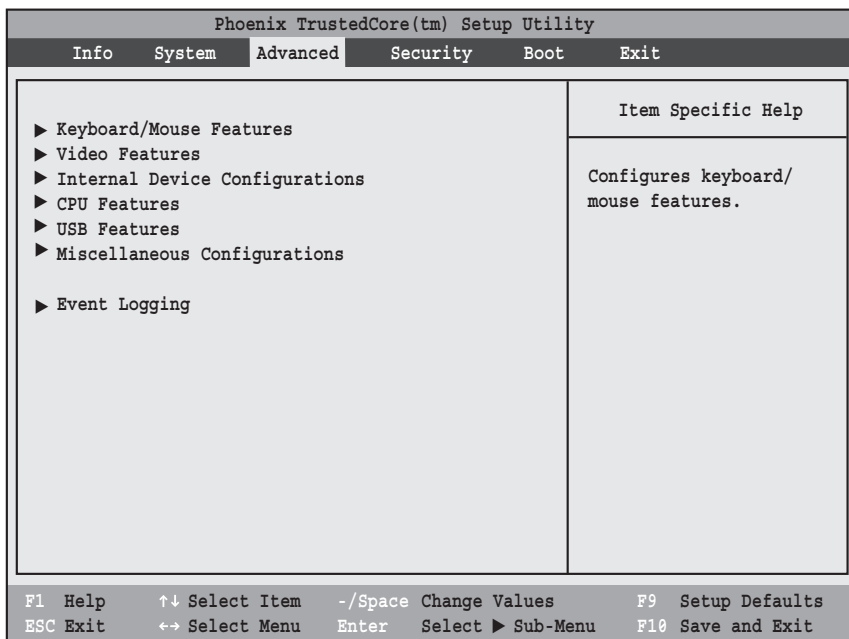 Phoenix TrustedCore(tm) Setup Utility
Info System Advanced Security Boot Exit
▶ Keyboard/Mouse Features
▶ Video Features
▶ Internal Device Configurations
▶ CPU Features
▶ USB Features
▶ Miscellaneous Configurations
▶ Event Logging
Item Specific Help
Configures keyboard/
mouse features.
F1 Help ↑↓ Select Item -/Space Change Values F9 Setup Defaults
ESC Exit ←→ Select Menu Enter Select ▶ Sub-Menu F10 Save and Exit